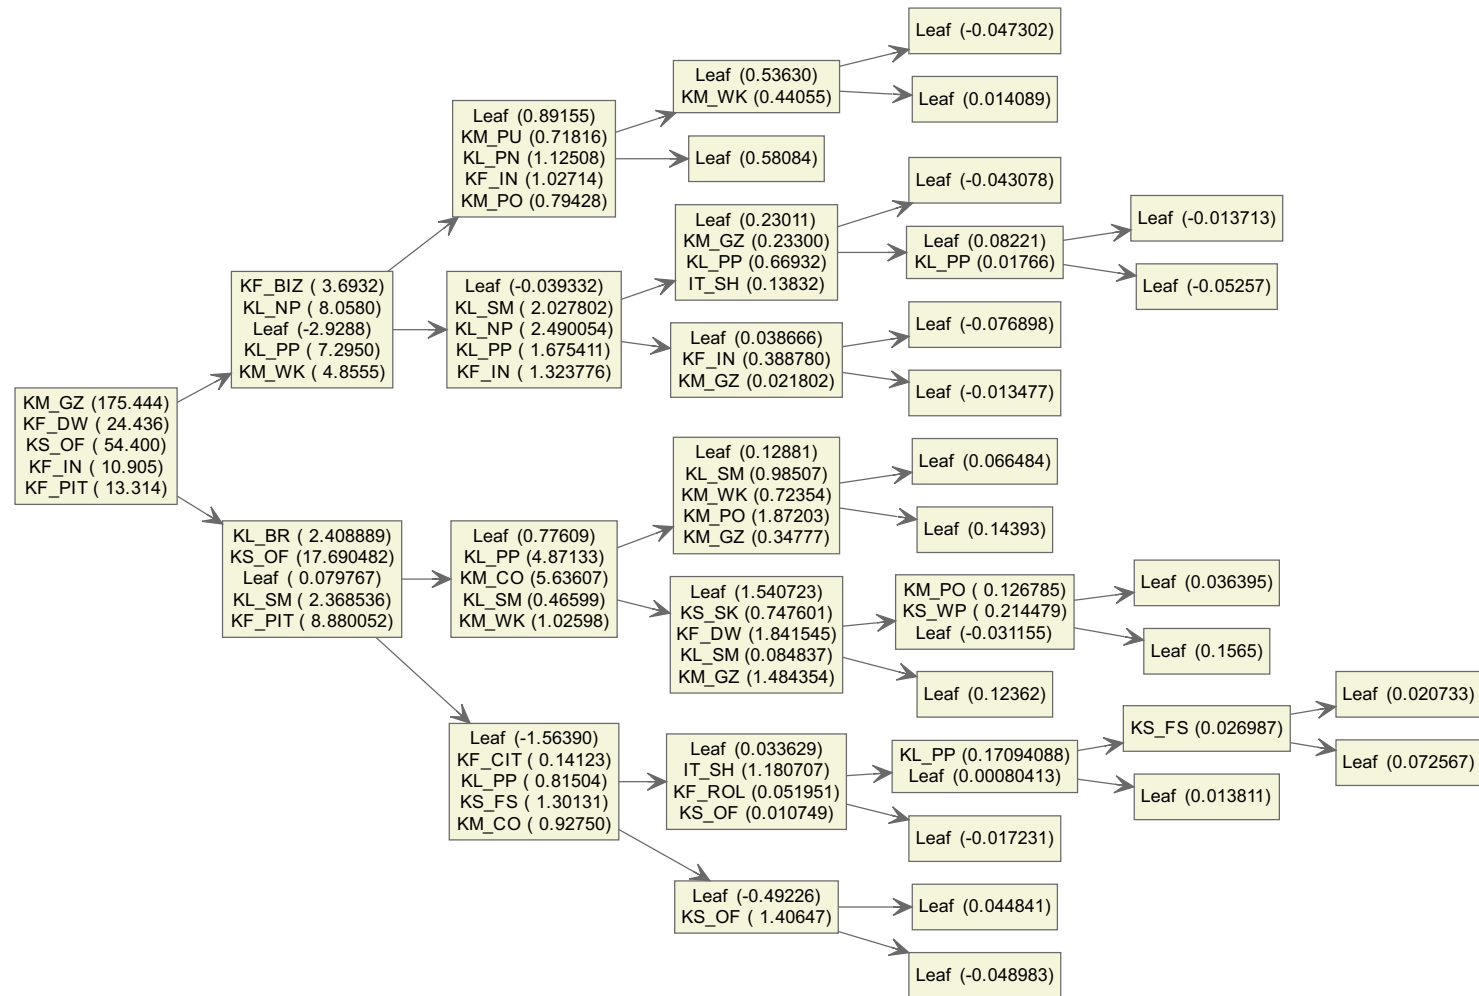 KM_GZ (175.444)
KF_DW ( 24.436)
KS_OF ( 54.400)
KF_IN ( 10.905)
KF_PIT ( 13.314)
KF_BIZ ( 3.6932)
KL_NP ( 8.0580)
Leaf (-2.9288)
KL_PP ( 7.2950)
KM_WK ( 4.8555)
KL_BR ( 2.408889)
KS_OF (17.690482)
Leaf ( 0.079767)
KL_SM ( 2.368536)
KF_PIT ( 8.880052)
Leaf (0.89155)
KM_PU (0.71816)
KL_PN (1.12508)
KF_IN (1.02714)
KM_PO (0.79428)
Leaf (-0.039332)
KL_SM ( 2.027802)
KL_NP ( 2.490054)
KL_PP ( 1.675411)
KF_IN ( 1.323776)
Leaf (0.77609)
KL_PP (4.87133)
KM_CO (5.63607)
KL_SM (0.46599)
KM_WK (1.02598)
Leaf (-1.56390)
KF_CIT ( 0.14123)
KL_PP ( 0.81504)
KS_FS ( 1.30131)
KM_CO ( 0.92750)
Leaf (0.53630)
KM_WK (0.44055)
Leaf (0.58084)
Leaf (0.23011)
KM_GZ (0.23300)
KL_PP (0.66932)
IT_SH (0.13832)
Leaf (0.038666)
KF_IN (0.388780)
KM_GZ (0.021802)
Leaf (0.12881)
KL_SM (0.98507)
KM_WK (0.72354)
KM_PO (1.87203)
KM_GZ (0.34777)
Leaf (1.540723)
KS_SK (0.747601)
KF_DW (1.841545)
KL_SM (0.084837)
KM_GZ (1.484354)
Leaf (0.033629)
IT_SH (1.180707)
KF_ROL (0.051951)
KS_OF (0.010749)
Leaf (-0.49226)
KS_OF ( 1.40647)
Leaf (-0.047302)
Leaf (0.014089)
Leaf (-0.043078)
Leaf (0.08221)
KL_PP (0.01766)
Leaf (-0.076898)
Leaf (-0.013477)
Leaf (0.066484)
Leaf (0.14393)
KM_PO ( 0.126785)
KS_WP ( 0.214479)
Leaf (-0.031155)
Leaf (0.12362)
KL_PP (0.17094088)
Leaf (0.00080413)
Leaf (-0.017231)
Leaf (0.044841)
Leaf (-0.048983)
Leaf (-0.013713)
Leaf (-0.05257)
Leaf (0.036395)
Leaf (0.1565)
KS_FS (0.026987)
Leaf (0.013811)
Leaf (0.020733)
Leaf (0.072567)